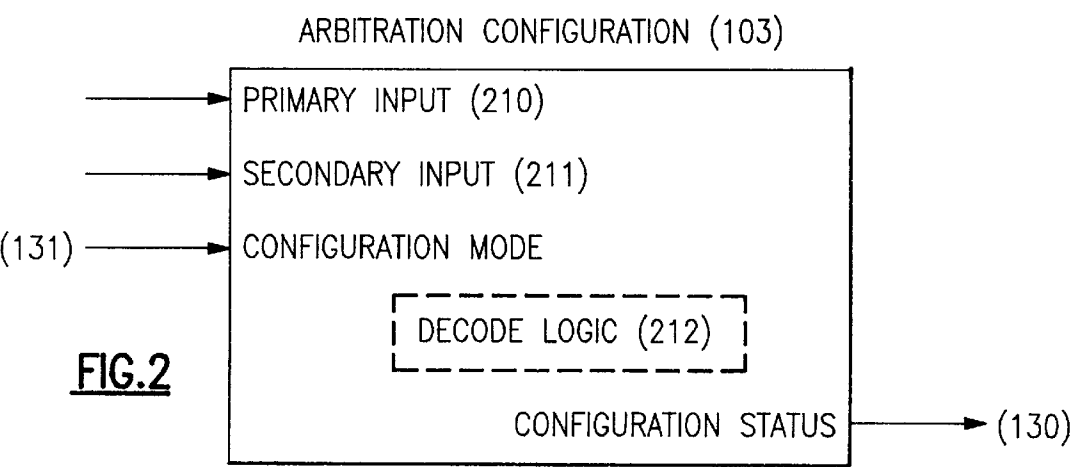 ARBITRATION CONFIGURATION (103)
PRIMARY INPUT (210)
SECONDARY INPUT (211)
(131) CONFIGURATION MODE
DECODE LOGIC (212)
FIG.2
CONFIGURATION STATUS (130)